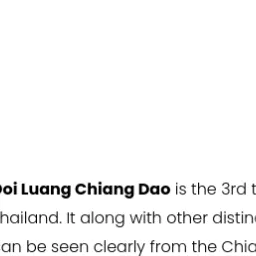 Doi Luang Chiang Dao is the 3rd t
hailand. It along with other distin
an be seen clearly from the Chia